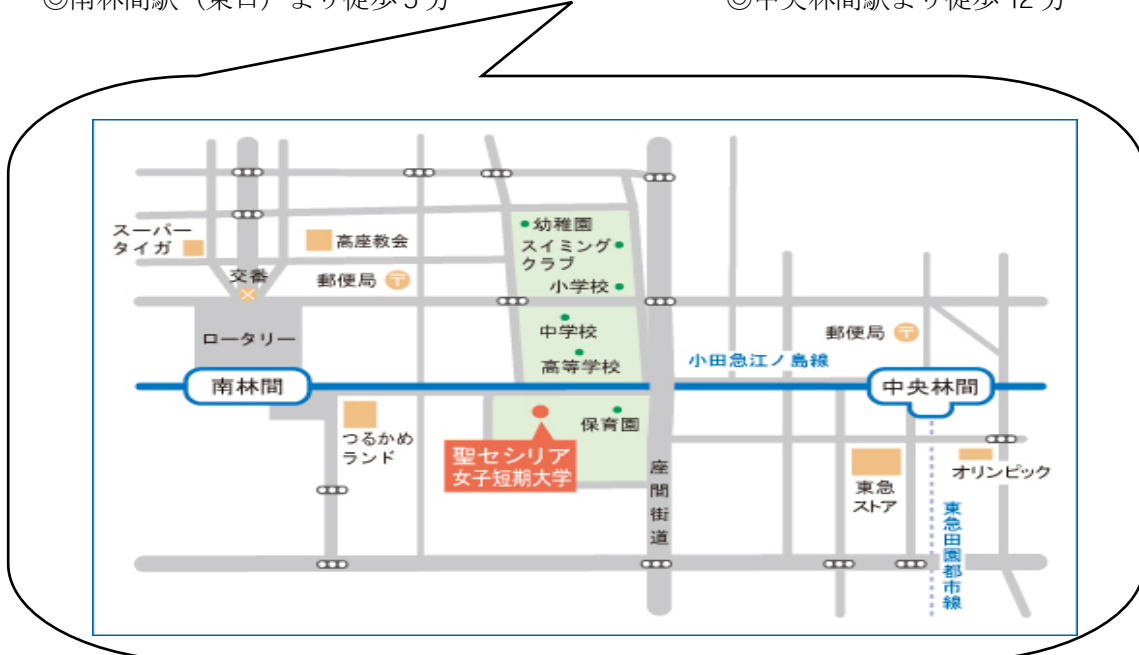 ◎南林間駅（東口）より徒歩 5 分
◎中央林間駅より徒歩 12 分
スーパー
タイガ
高座教会
交番
郵便局
ロータリー
幼稚園
スイミング
クラブ
小学校
中学校
高等学校
郵便局
小田急江ノ島線
南林間
中央林間
つるかめ
ランド
聖セシリア
女子短期大学
保育園
座間街道
東急
ストア
オリンピック
東急田園都市線